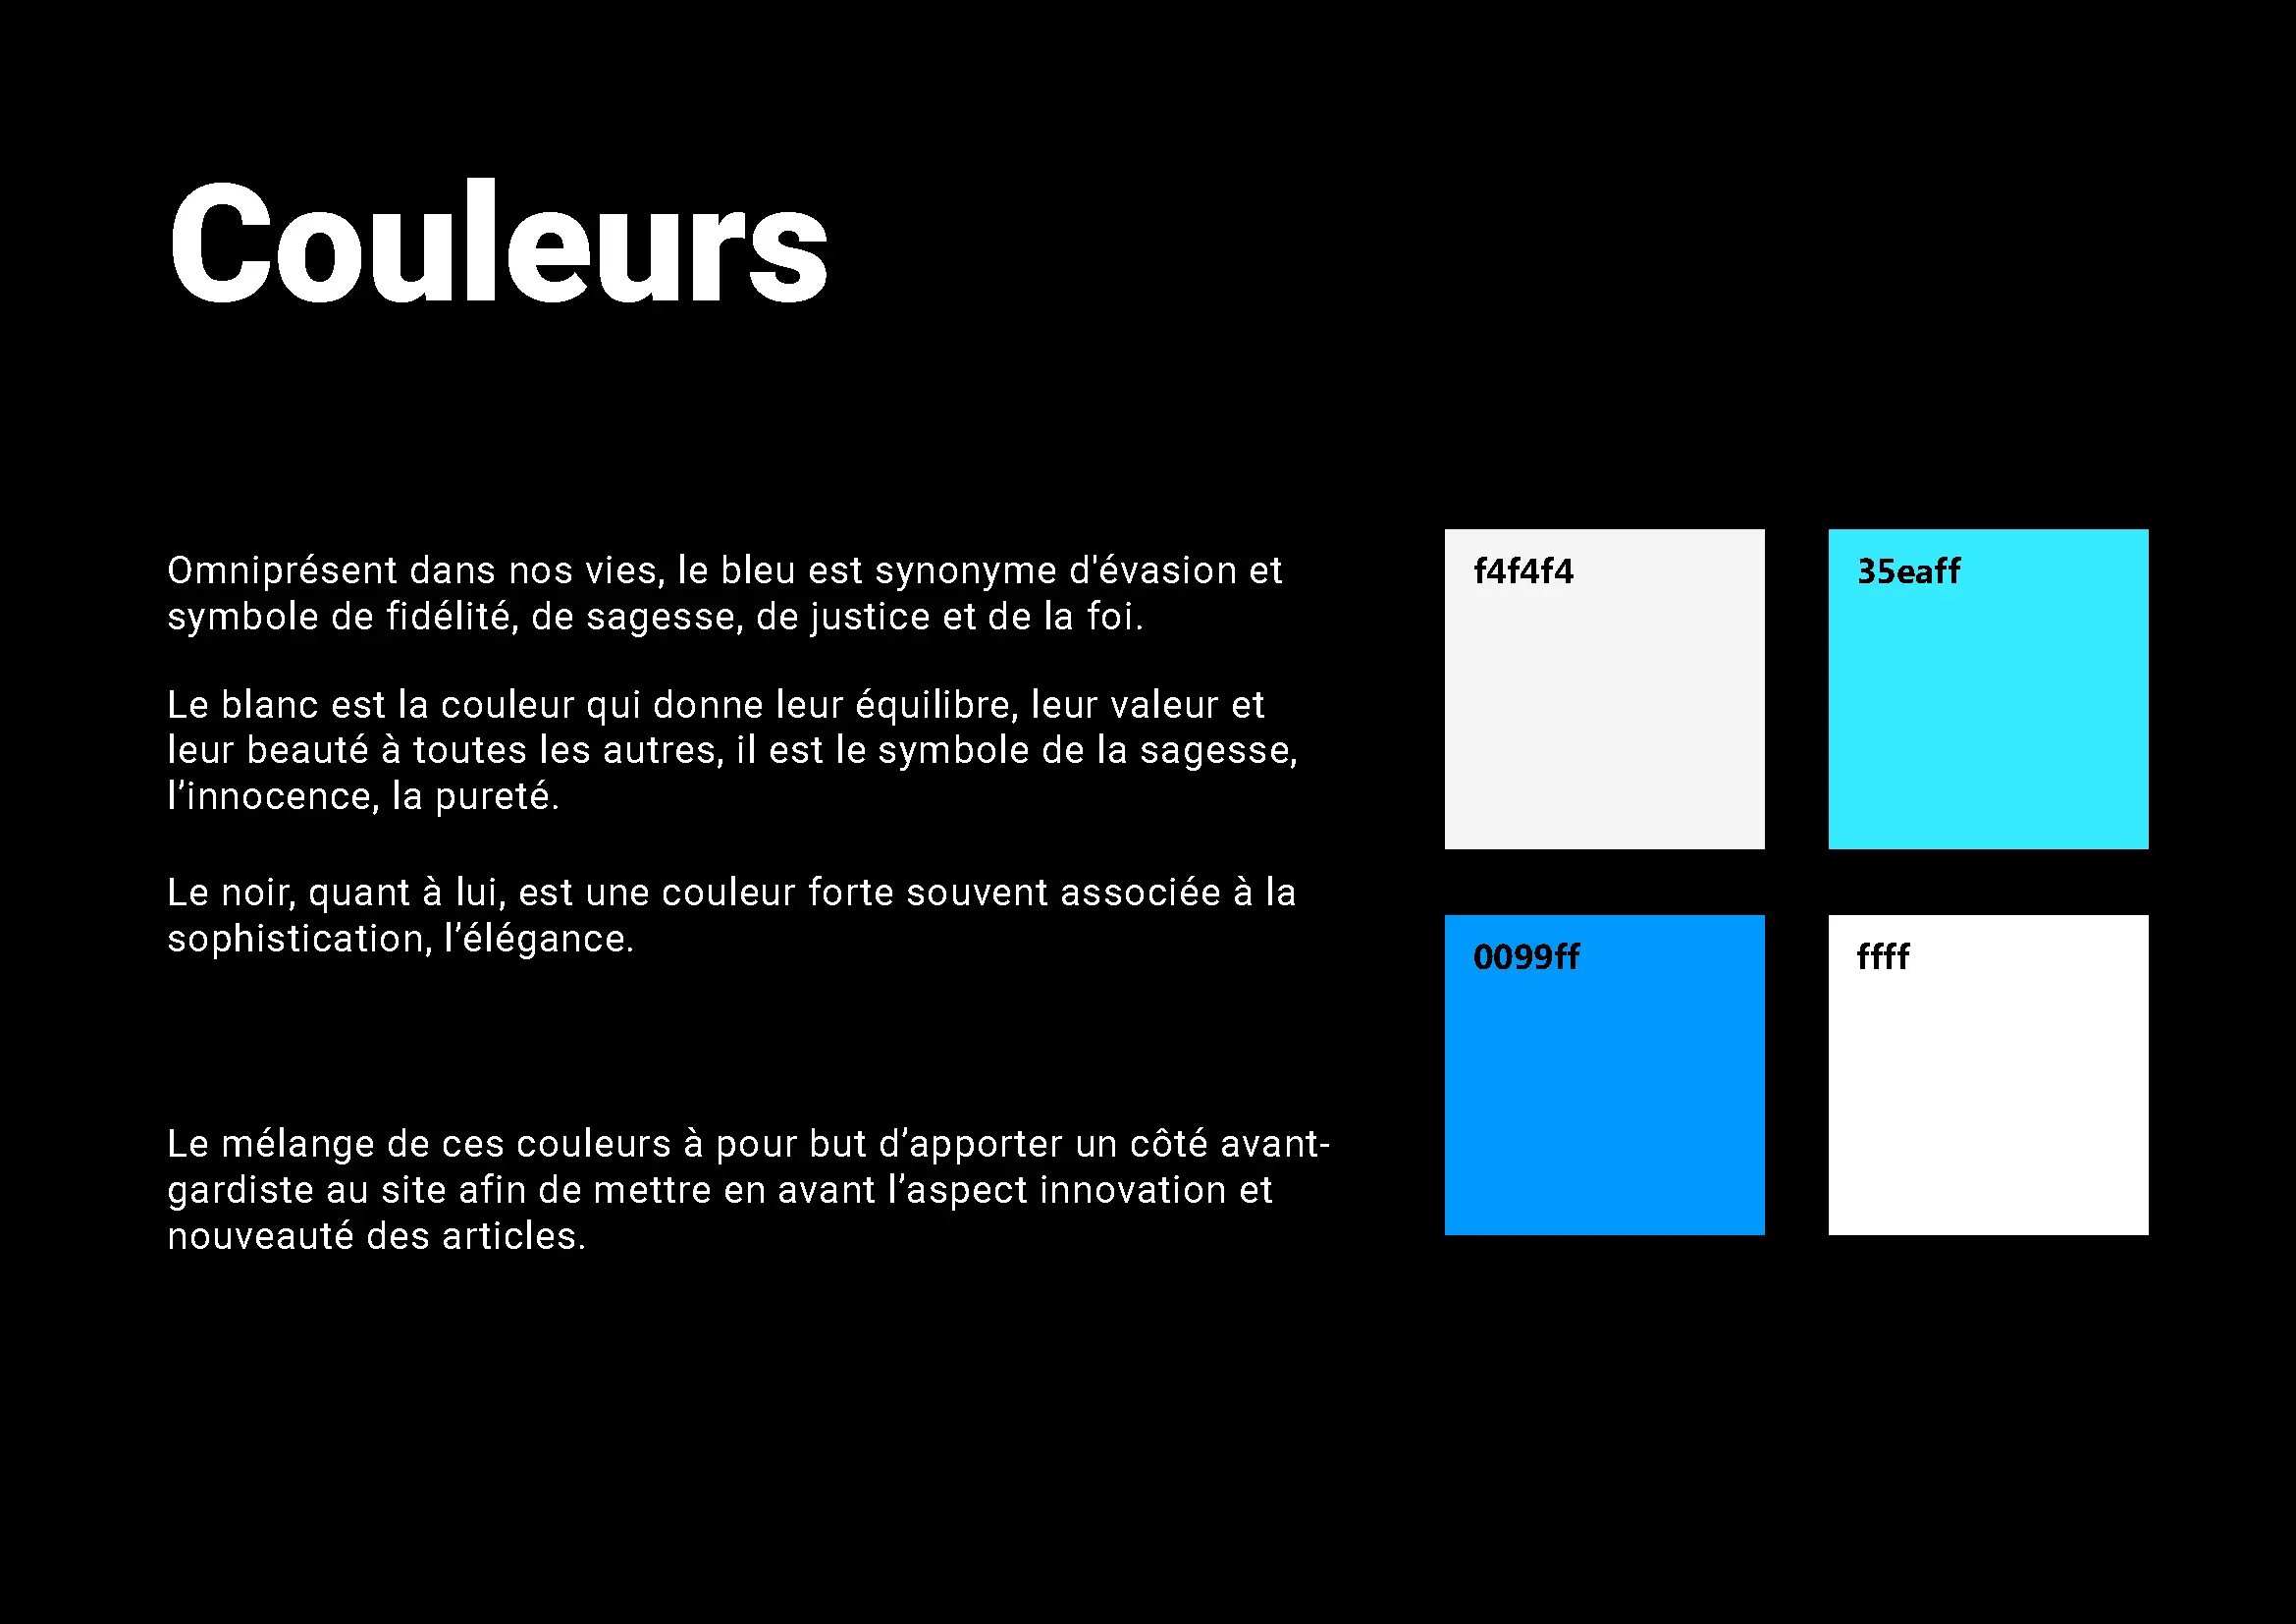 Couleurs
Omniprésent dans nos vies, le bleu est synonyme d'évasion et
symbole de fidélité, de sagesse, de justice et de la foi.
Le blanc est la couleur qui donne leur équilibre, leur valeur et
leur beauté à toutes les autres, il est le symbole de la sagesse,
l’innocence, la pureté.
Le noir, quant à lui, est une couleur forte souvent associée à la
sophistication, l’élégance.
Le mélange de ces couleurs à pour but d’apporter un côté avant-
gardiste au site afin de mettre en avant l’aspect innovation et
nouveauté des articles.
f4f4f4
35eaff
0099ff
ffff